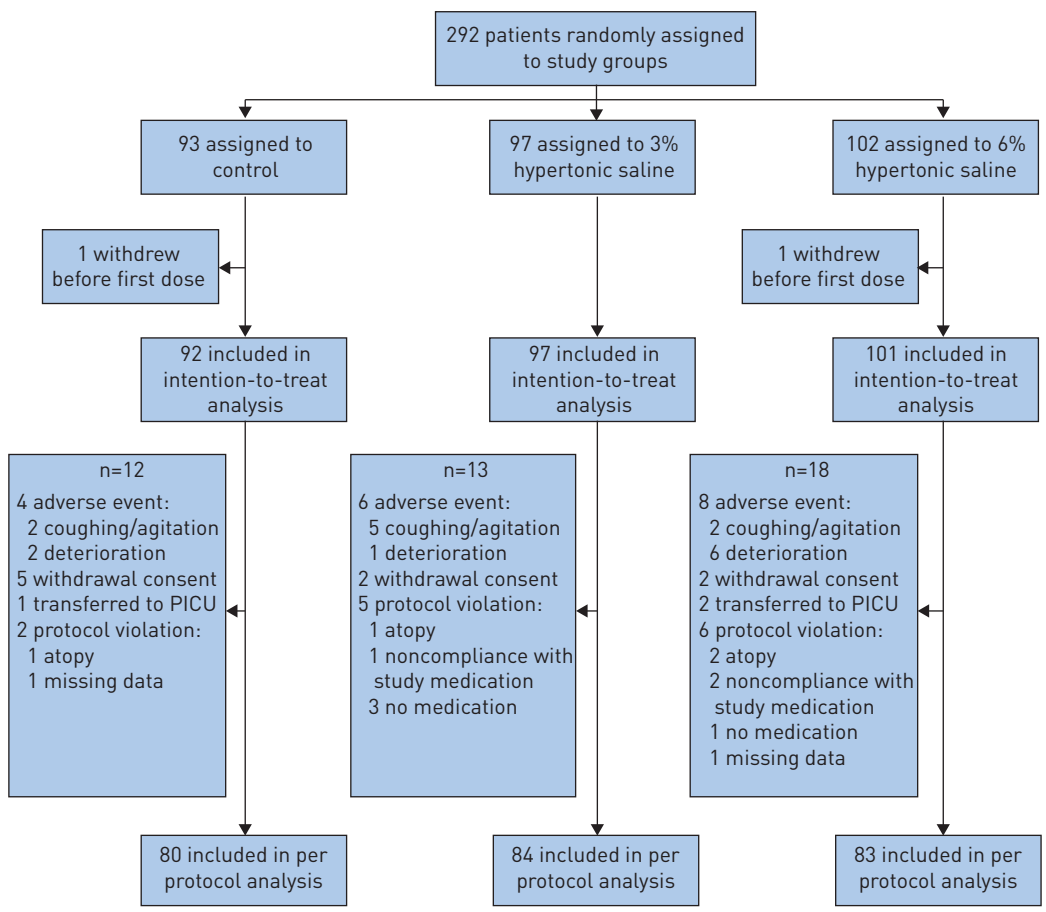 292 patients randomly assigned
to study groups
93 assigned to
control
97 assigned to 3%
hypertonic saline
102 assigned to 6%
hypertonic saline
1 withdrew
before first dose
1 withdrew
before first dose
92 included in
intention-to-treat
analysis
97 included in
intention-to-treat
analysis
101 included in
intention-to-treat
analysis
n=12
4 adverse event:
2 coughing/agitation
2 deterioration
5 withdrawal consent
1 transferred to PICU
2 protocol violation:
1 atopy
1 missing data
n=13
6 adverse event:
5 coughing/agitation
1 deterioration
2 withdrawal consent
5 protocol violation:
1 atopy
1 noncompliance with
study medication
3 no medication
n=18
8 adverse event:
2 coughing/agitation
6 deterioration
2 withdrawal consent
2 transferred to PICU
6 protocol violation:
2 atopy
2 noncompliance with
study medication
1 no medication
1 missing data
80 included in per
protocol analysis
84 included in per
protocol analysis
83 included in per
protocol analysis